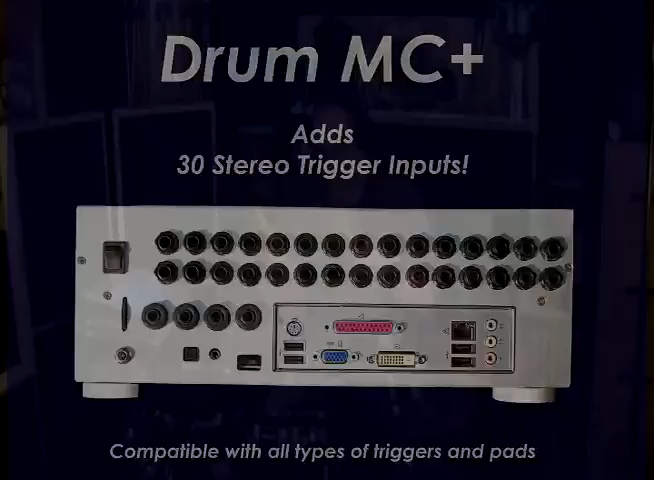 Drum MC+
Adds
30 Stereo Trigger Inputs!
Compatible with all types of triggers and pads